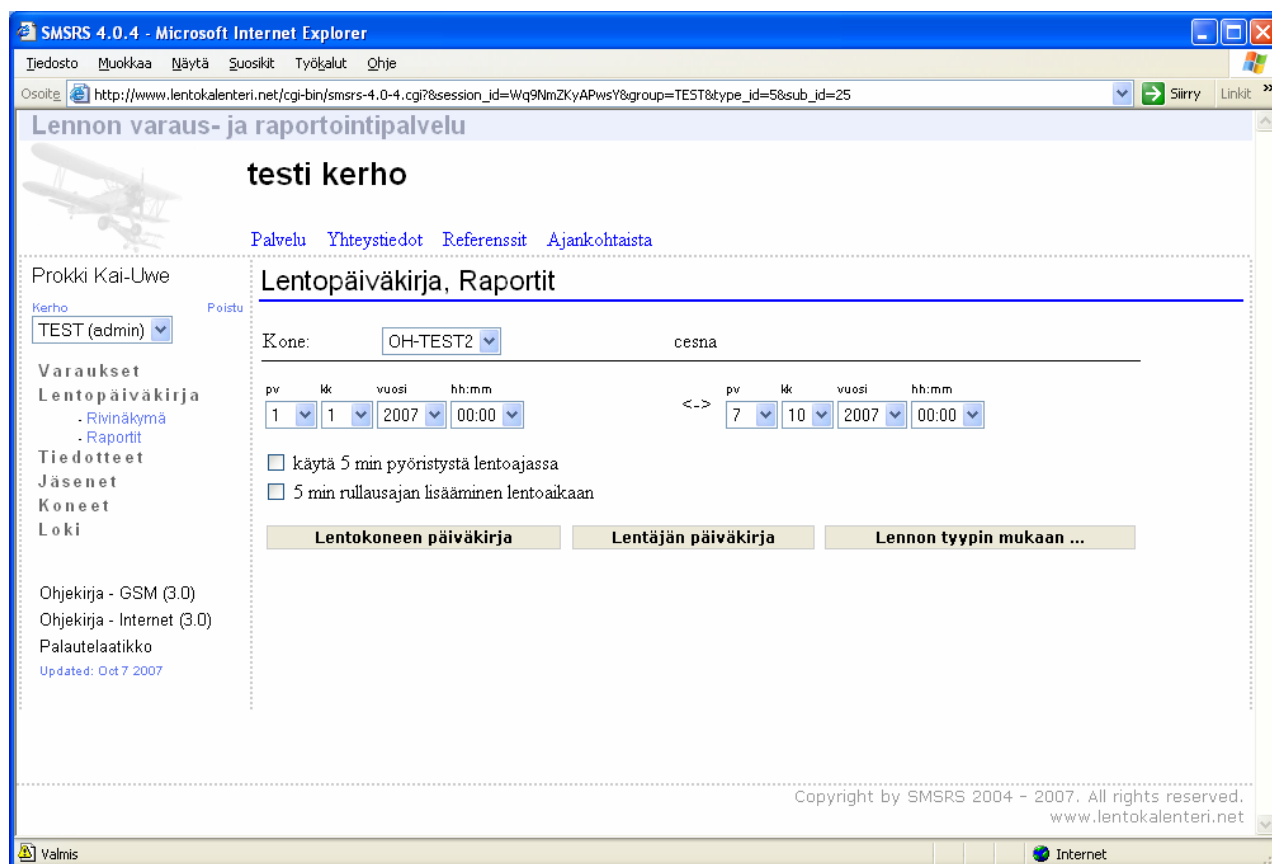 SMSRS 4.0.4 - Microsoft Internet Explorer
Tiedosto Muokkaa Näytä Suosikit Työkalut Ohje
Osoite http://www.lentokalenteri.net/cgi-bin/smsrs-4.0-4.cgi?&session_id=Wq9NmZKyAPwsY&group=TEST&type_id=5&sub_id=25 Siirry Linkit »
Lennon varaus- ja raportointipalvelu
testi kerho
Palvelu Yhteystiedot Referenssit Ajankohtaista
Prokki Kai-Uwe
Kerho Poistu
TEST (admin)
Varaukset
Lentopäiväkirja
- Rivinäkymä
- Raportit
Tiedotteet
Jäsenet
Koneet
Loki
Ohjekirja - GSM (3.0)
Ohjekirja - Internet (3.0)
Palautelaatikko
Updated: Oct 7 2007
Lentopäiväkirja, Raportit
Kone: OH-TEST2 cesna
pv kk vuosi hh:mm pv kk vuosi hh:mm
1 1 2007 00:00 <-> 7 10 2007 00:00
käytä 5 min pyöristystä lentoajassa
5 min rullausajan lisääminen lentoaikaan
Lentokoneen päiväkirja Lentäjän päiväkirja Lennon tyypin mukaan ...
Copyright by SMSRS 2004 - 2007. All rights reserved.
www.lentokalenteri.net
Valmis Internet